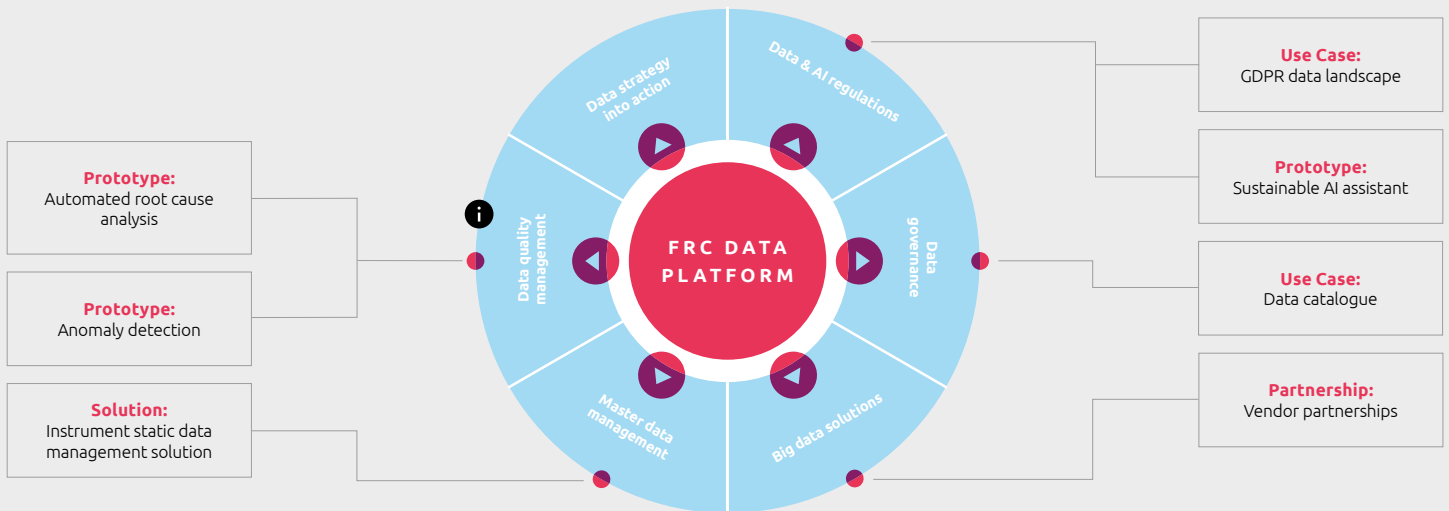 Data strategy
into action
Data & AI regulations
Data
governance
Big data solutions
Master data
management
Data quality
management
i
FRC DATA
PLATFORM
Prototype:
Automated root cause
analysis
Prototype:
Anomaly detection
Solution:
Instrument static data
management solution
Use Case:
GDPR data landscape
Prototype:
Sustainable AI assistant
Use Case:
Data catalogue
Partnership:
Vendor partnerships